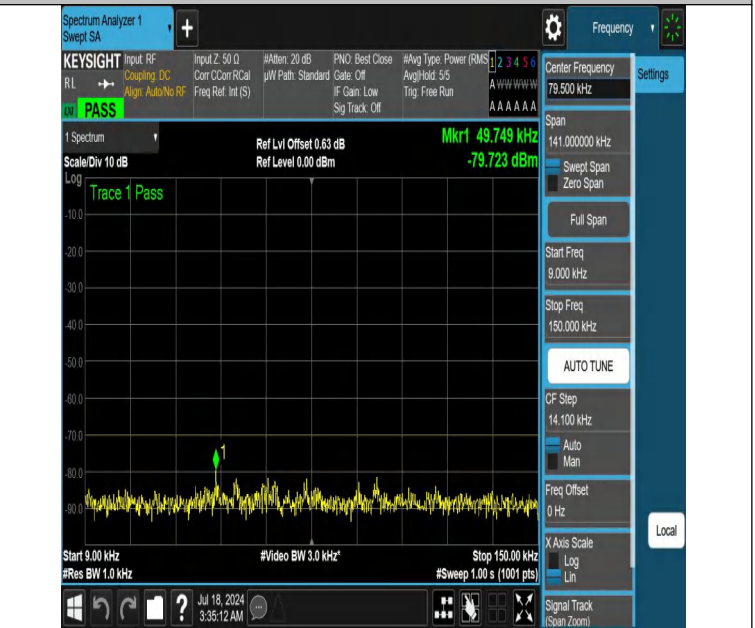 Spectrum Analyzer 1
Swept SA
+
Frequency
KEYSIGHT
RL
PASS
Input: RF
Coupling: DC
Align: Auto/No RF
Input Z: 50 Ω
Corr CCorr RCal
Freq Ref: Int (S)
#Atten: 20 dB
µW Path: Standard
PNO: Best Close
Gate: Off
IF Gain: Low
Sig Track: Off
#Avg Type: Power (RMS
Avg|Hold: 5/5
Trig: Free Run
1 2 3 4 5 6
A W W W W W
A A A A A A
1 Spectrum
Scale/Div 10 dB
Ref Lvl Offset 0.63 dB
Ref Level 0.00 dBm
Mkr1 49.749 kHz
-79.723 dBm
Log
Trace 1 Pass
-10.0
-20.0
-30.0
-40.0
-50.0
-60.0
-70.0
1
-80.0
-90.0
Start 9.00 kHz
#Res BW 1.0 kHz
#Video BW 3.0 kHz*
Stop 150.00 kHz
#Sweep 1.00 s (1001 pts)
?
Jul 18, 2024
3:35:12 AM
Center Frequency
79.500 kHz
Settings
Span
141.000000 kHz
Swept Span
Zero Span
Full Span
Start Freq
9.000 kHz
Stop Freq
150.000 kHz
AUTO TUNE
CF Step
14.100 kHz
Auto
Man
Freq Offset
0 Hz
Local
X Axis Scale
Log
Lin
Signal Track
(Span Zoom)